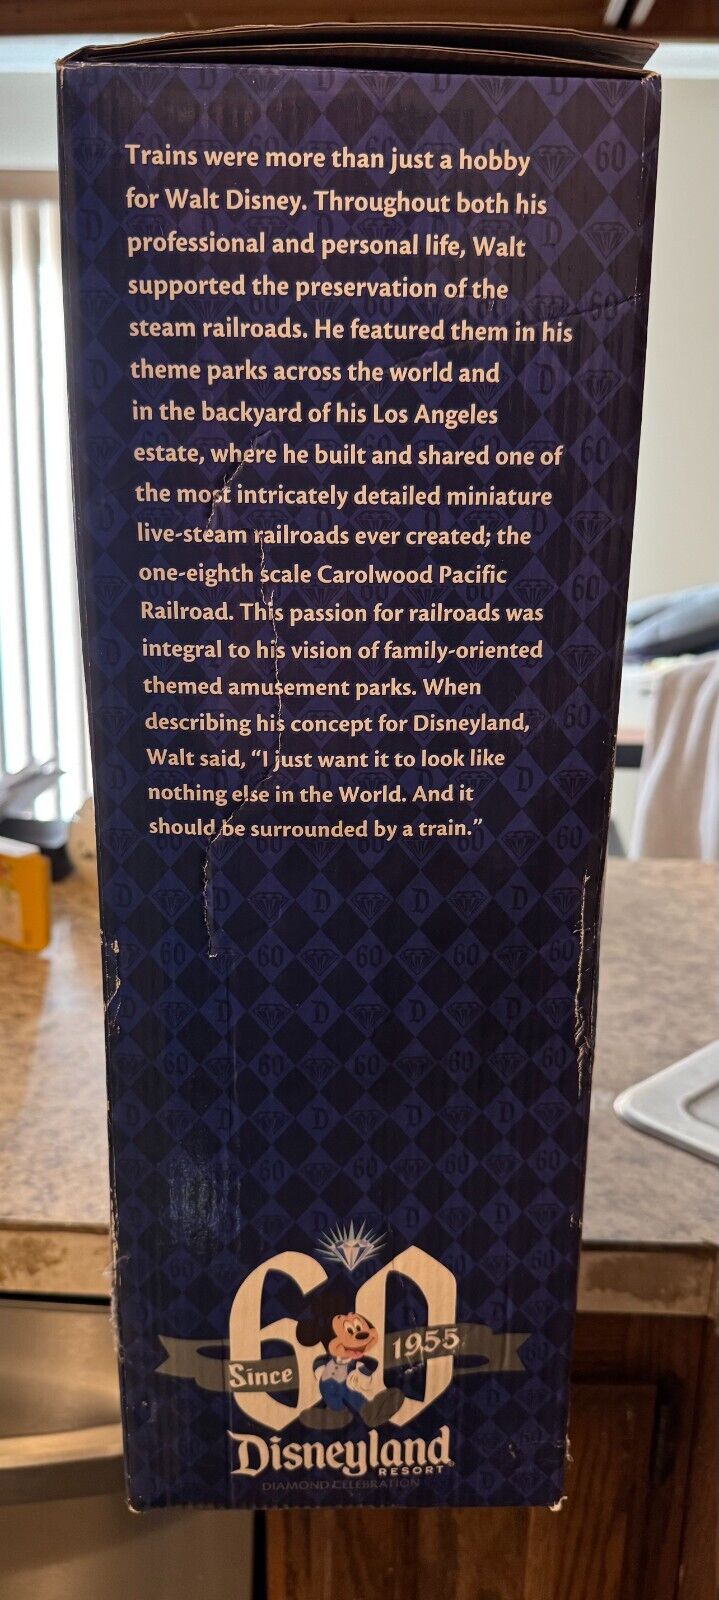 Trains were more than just a hobby
for Walt Disney. Throughout both his
professional and personal life, Walt
supported the preservation of the
steam railroads. He featured them in his
theme parks across the world and
in the backyard of his Los Angeles
estate, where he built and shared one of
the most intricately detailed miniature
live-steam railroads ever created; the
one-eighth scale Carolwood Pacific
Railroad. This passion for railroads was
integral to his vision of family-oriented
themed amusement parks. When
describing his concept for Disneyland,
Walt said, “I just want it to look like
nothing else in the World. And it
should be surrounded by a train.”
60
Since 1955
Disneyland®
RESORT
DIAMOND CELEBRATION